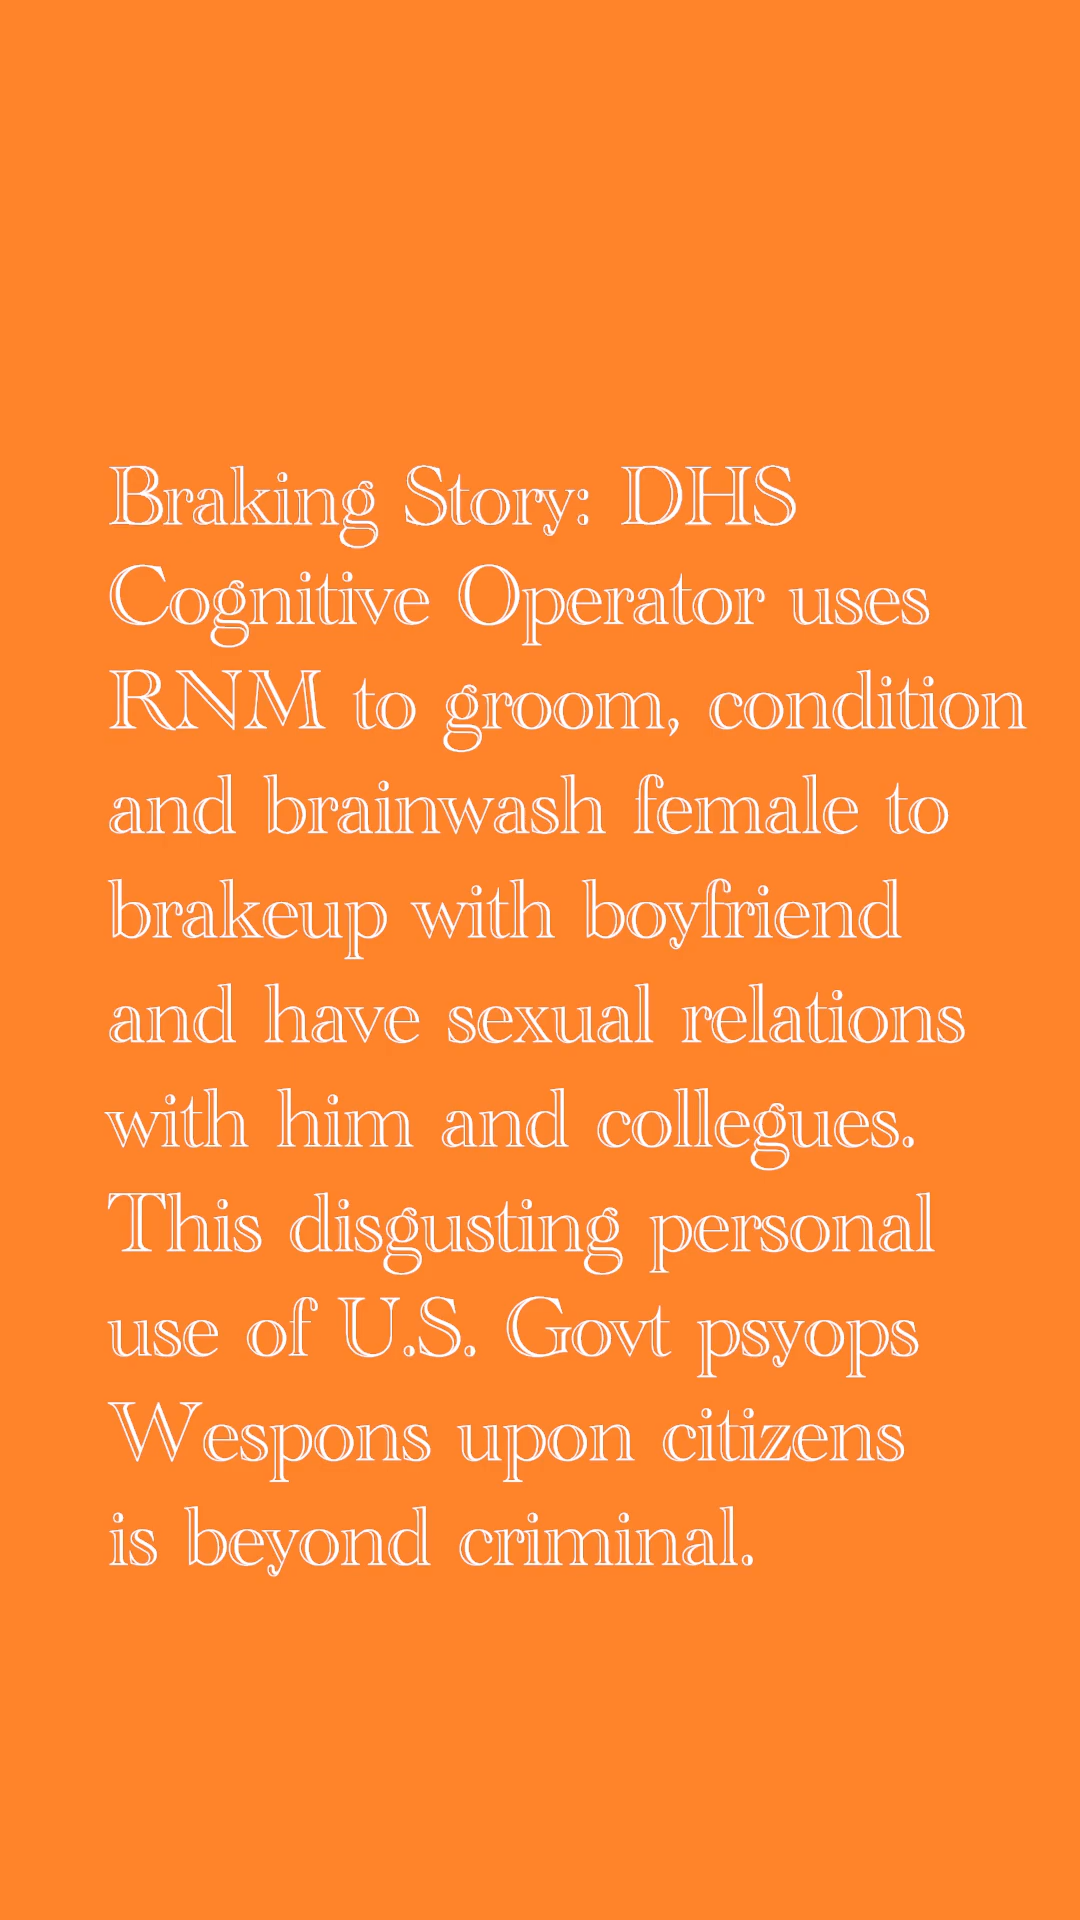 Braking Story: DHS
Cognitive Operator uses
RNM to groom, condition
and brainwash female to
brakeup with boyfriend
and have sexual relations
with him and collegues.
This disgusting personal
use of U.S. Govt psyops
Wespons upon citizens
is beyond criminal.